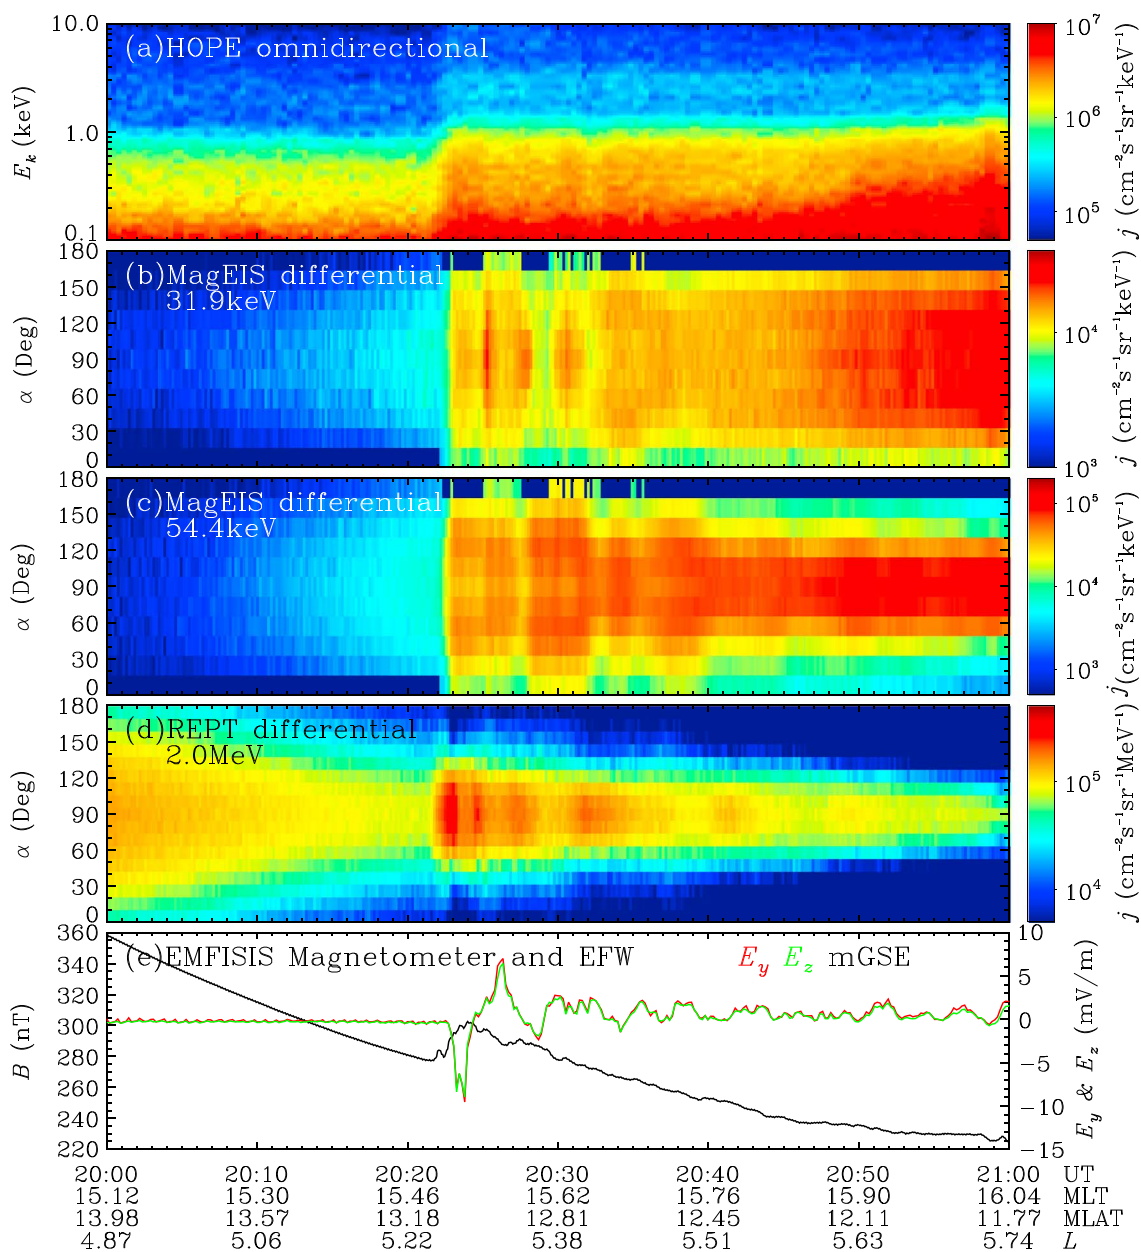 (a)HOPE omnidirectional
10.0
1.0
0.1
E_k (keV)
10⁷
10⁶
10⁵
j (cm⁻²s⁻¹sr⁻¹keV⁻¹)
(b)MagEIS differential
31.9keV
180
150
120
90
60
30
0
α (Deg)
10⁴
10³
j (cm⁻²s⁻¹sr⁻¹keV⁻¹)
(c)MagEIS differential
54.4keV
180
150
120
90
60
30
0
α (Deg)
10⁵
10⁴
10³
j (cm⁻²s⁻¹sr⁻¹keV⁻¹)
(d)REPT differential
2.0MeV
180
150
120
90
60
30
0
α (Deg)
10⁵
10⁴
j (cm⁻²s⁻¹sr⁻¹MeV⁻¹)
(e)EMFISIS Magnetometer and EFW E_y E_z mGSE
360
340
320
300
280
260
240
220
B (nT)
10
5
0
−5
−10
−15
E_y & E_z (mV/m)
20:00 20:10 20:20 20:30 20:40 20:50 21:00 UT
15.12 15.30 15.46 15.62 15.76 15.90 16.04 MLT
13.98 13.57 13.18 12.81 12.45 12.11 11.77 MLAT
4.87 5.06 5.22 5.38 5.51 5.63 5.74 L